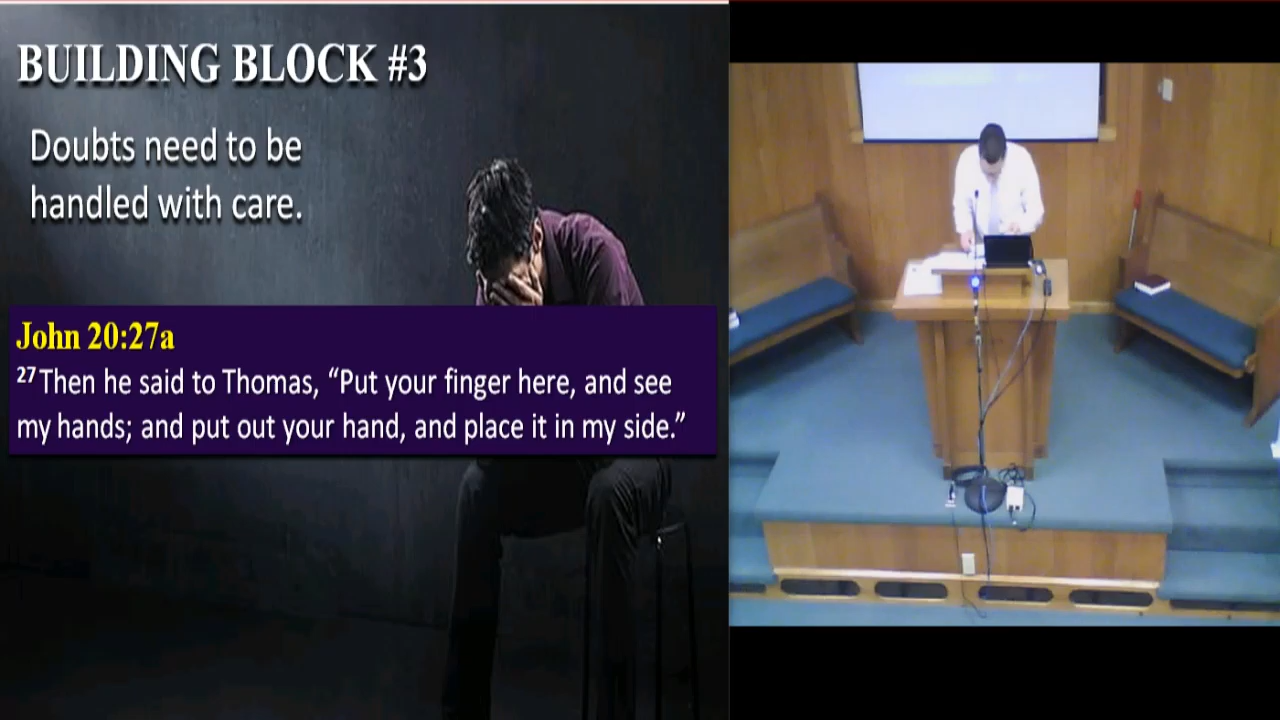 BUILDING BLOCK #3
Doubts need to be
handled with care.
John 20:27a
27 Then he said to Thomas, “Put your finger here, and see
my hands; and put out your hand, and place it in my side.”